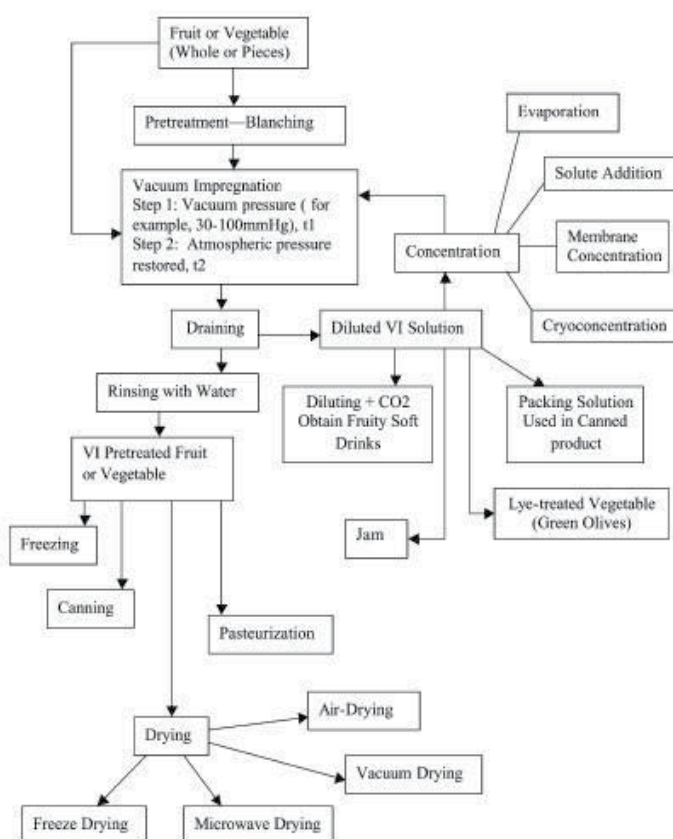 Fruit or Vegetable
(Whole or Pieces)
Pretreatment—Blanching
Vacuum Impregnation
Step 1: Vacuum pressure ( for
example, 30-100mmHg), t1
Step 2:  Atmospheric pressure
restored, t2
Evaporation
Solute Addition
Membrane
Concentration
Cryoconcentration
Concentration
Draining
Diluted VI Solution
Rinsing with Water
Diluting + CO2
Obtain Fruity Soft
Drinks
Packing Solution
Used in Canned
product
VI Pretreated Fruit
or Vegetable
Lye-treated Vegetable
(Green Olives)
Jam
Freezing
Canning
Pasteurization
Drying
Air-Drying
Vacuum Drying
Freeze Drying
Microwave Drying